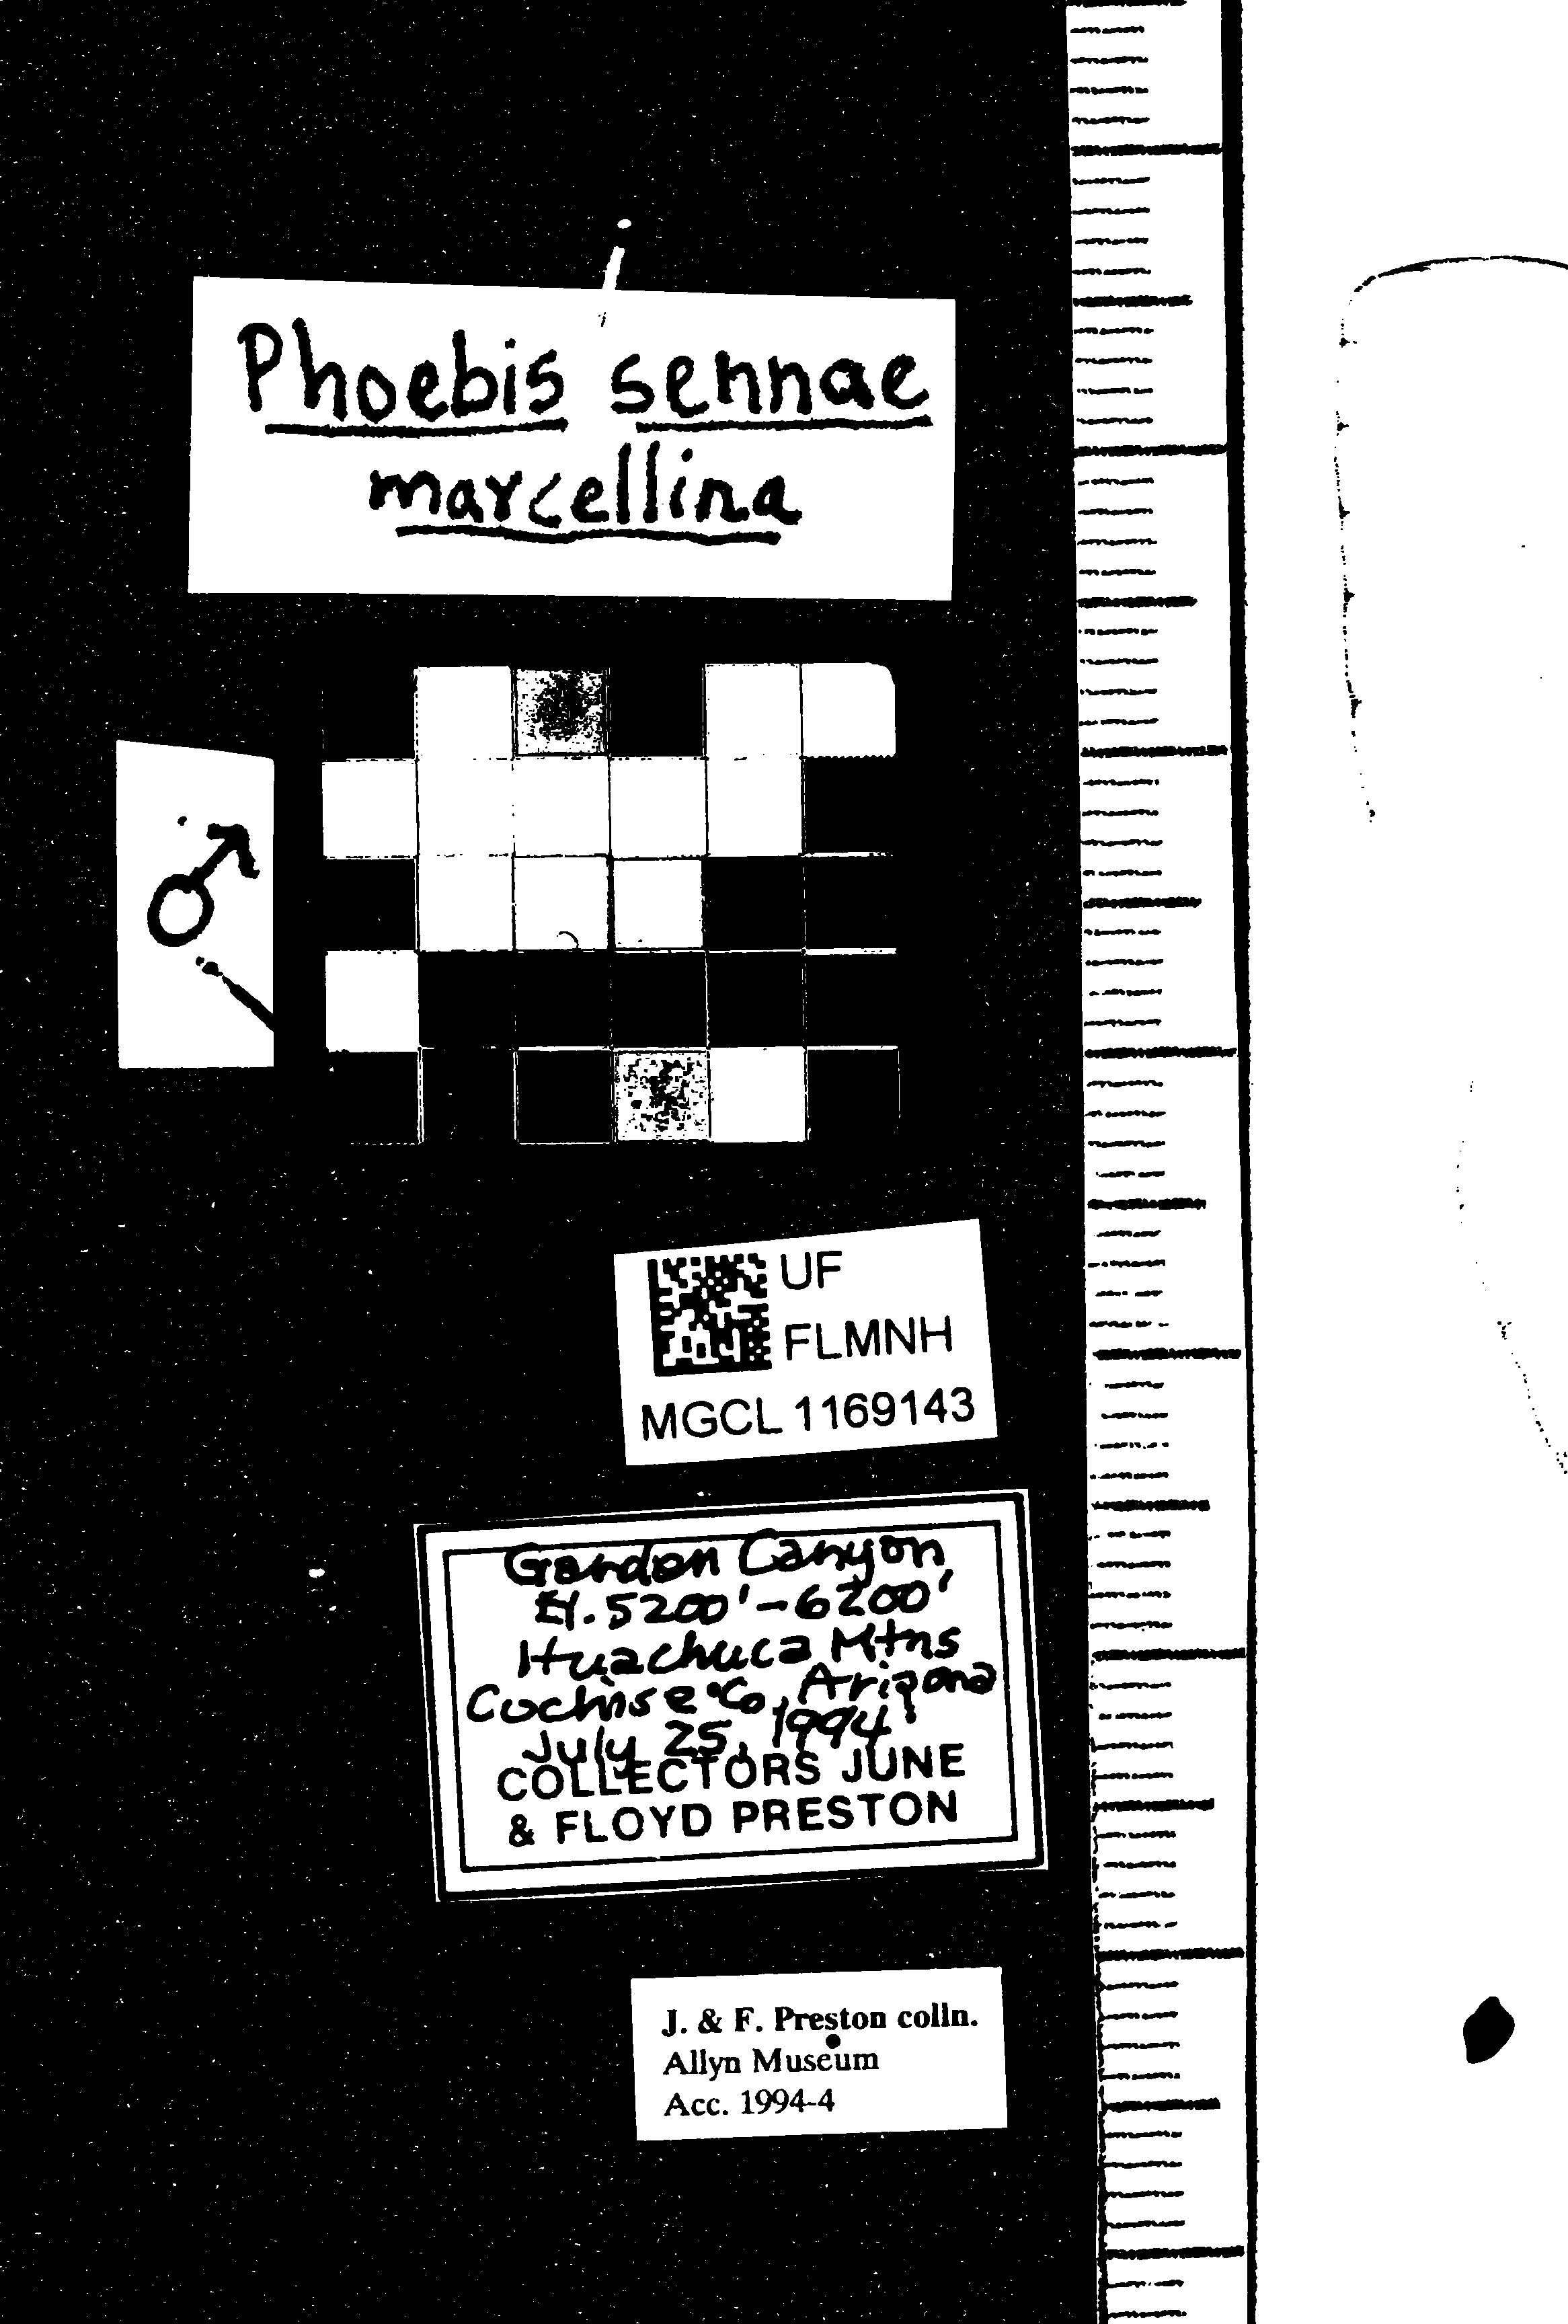 Phoebis sennae
marcellina
♂
UF
FLMNH
MGCL 1169143
Garden Canyon
El. 5200'-6200'
Huachuca Mtns
Cochise Co, Arizona
July 25, 1994
COLLECTORS JUNE
& FLOYD PRESTON
J. & F. Preston colln.
Allyn Museum
Acc. 1994-4